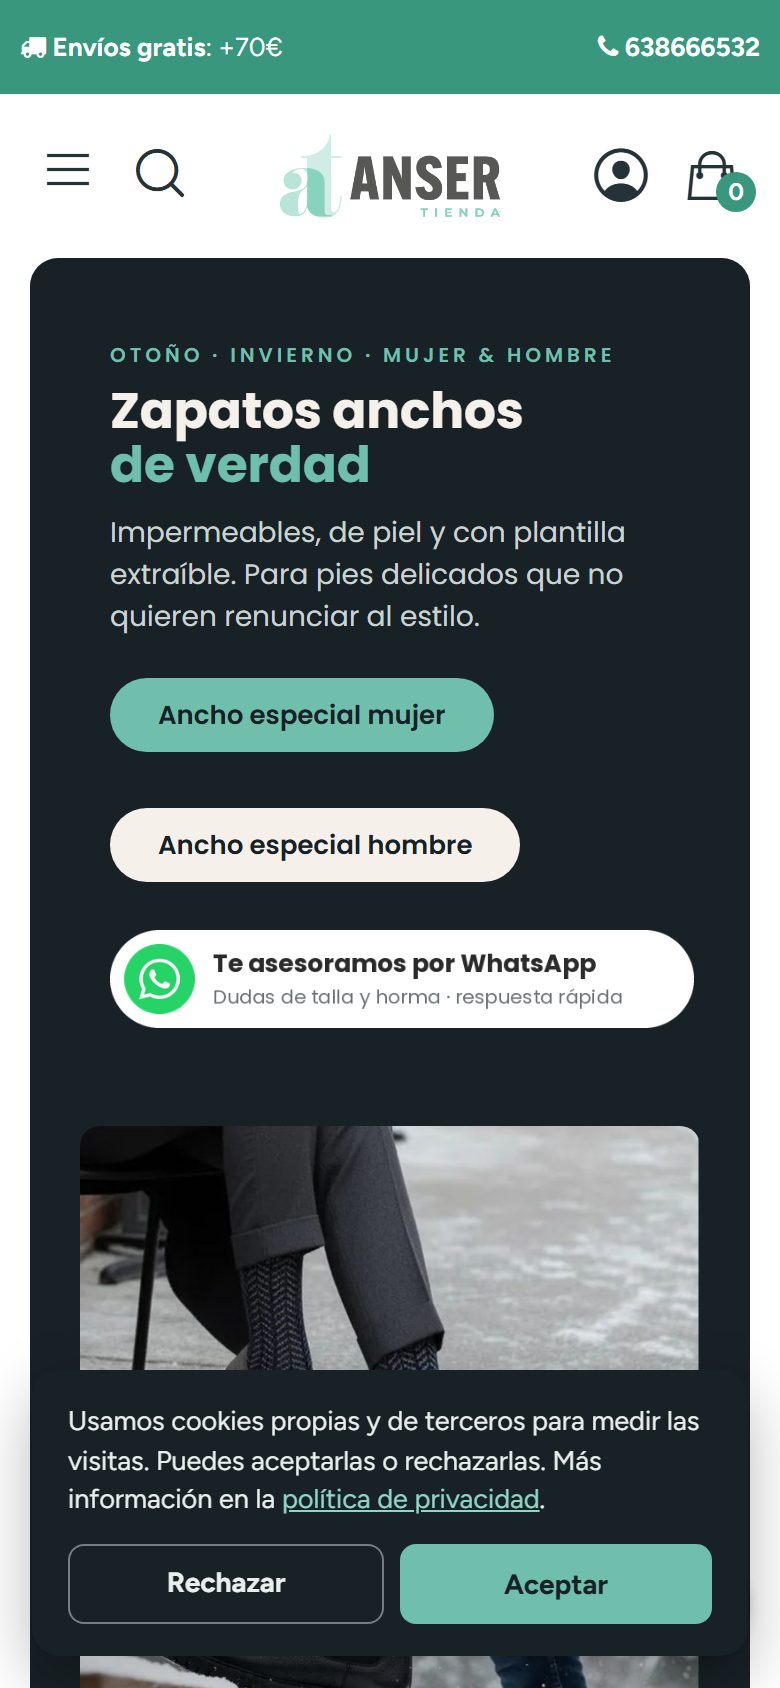 Envíos gratis: +70€
638666532
at ANSER
TIENDA
0
OTOÑO · INVIERNO · MUJER & HOMBRE
Zapatos anchos
de verdad
Impermeables, de piel y con plantilla
extraíble. Para pies delicados que no
quieren renunciar al estilo.
Ancho especial mujer
Ancho especial hombre
Te asesoramos por WhatsApp
Dudas de talla y horma · respuesta rápida
Usamos cookies propias y de terceros para medir las
visitas. Puedes aceptarlas o rechazarlas. Más
información en la política de privacidad.
Rechazar
Aceptar